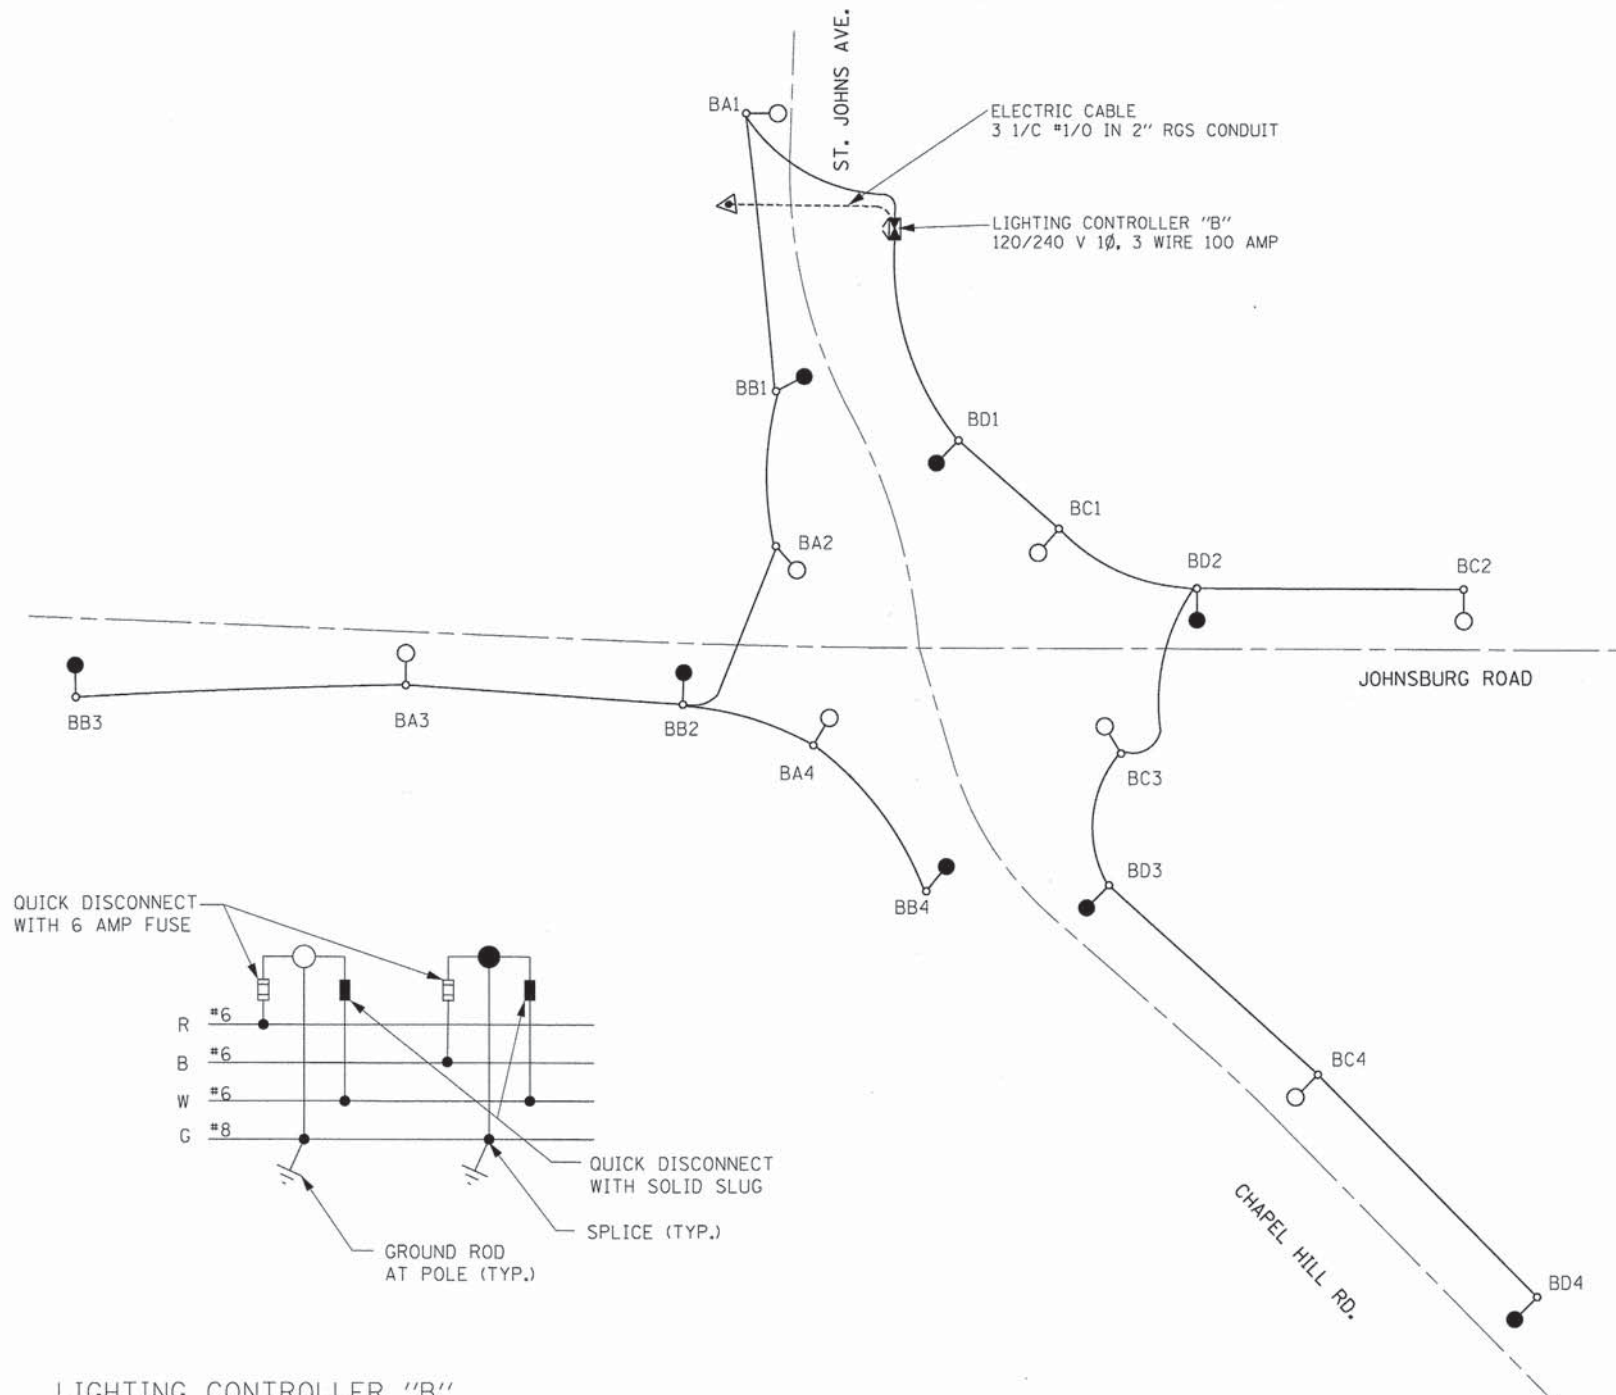 ST. JOHNS AVE.
BA1
ELECTRIC CABLE
3 1/C #1/0 IN 2" RGS CONDUIT
LIGHTING CONTROLLER "B"
120/240 V 1Ø, 3 WIRE 100 AMP
BB1
BD1
BC1
BA2
BD2
BC2
JOHNSBURG ROAD
BB3
BA3
BB2
BA4
BC3
BD3
BB4
QUICK DISCONNECT
WITH 6 AMP FUSE
R #6
B #6
W #6
G #8
QUICK DISCONNECT
WITH SOLID SLUG
SPLICE (TYP.)
GROUND ROD
AT POLE (TYP.)
BC4
CHAPEL HILL RD.
BD4
LIGHTING CONTROLLER "B"